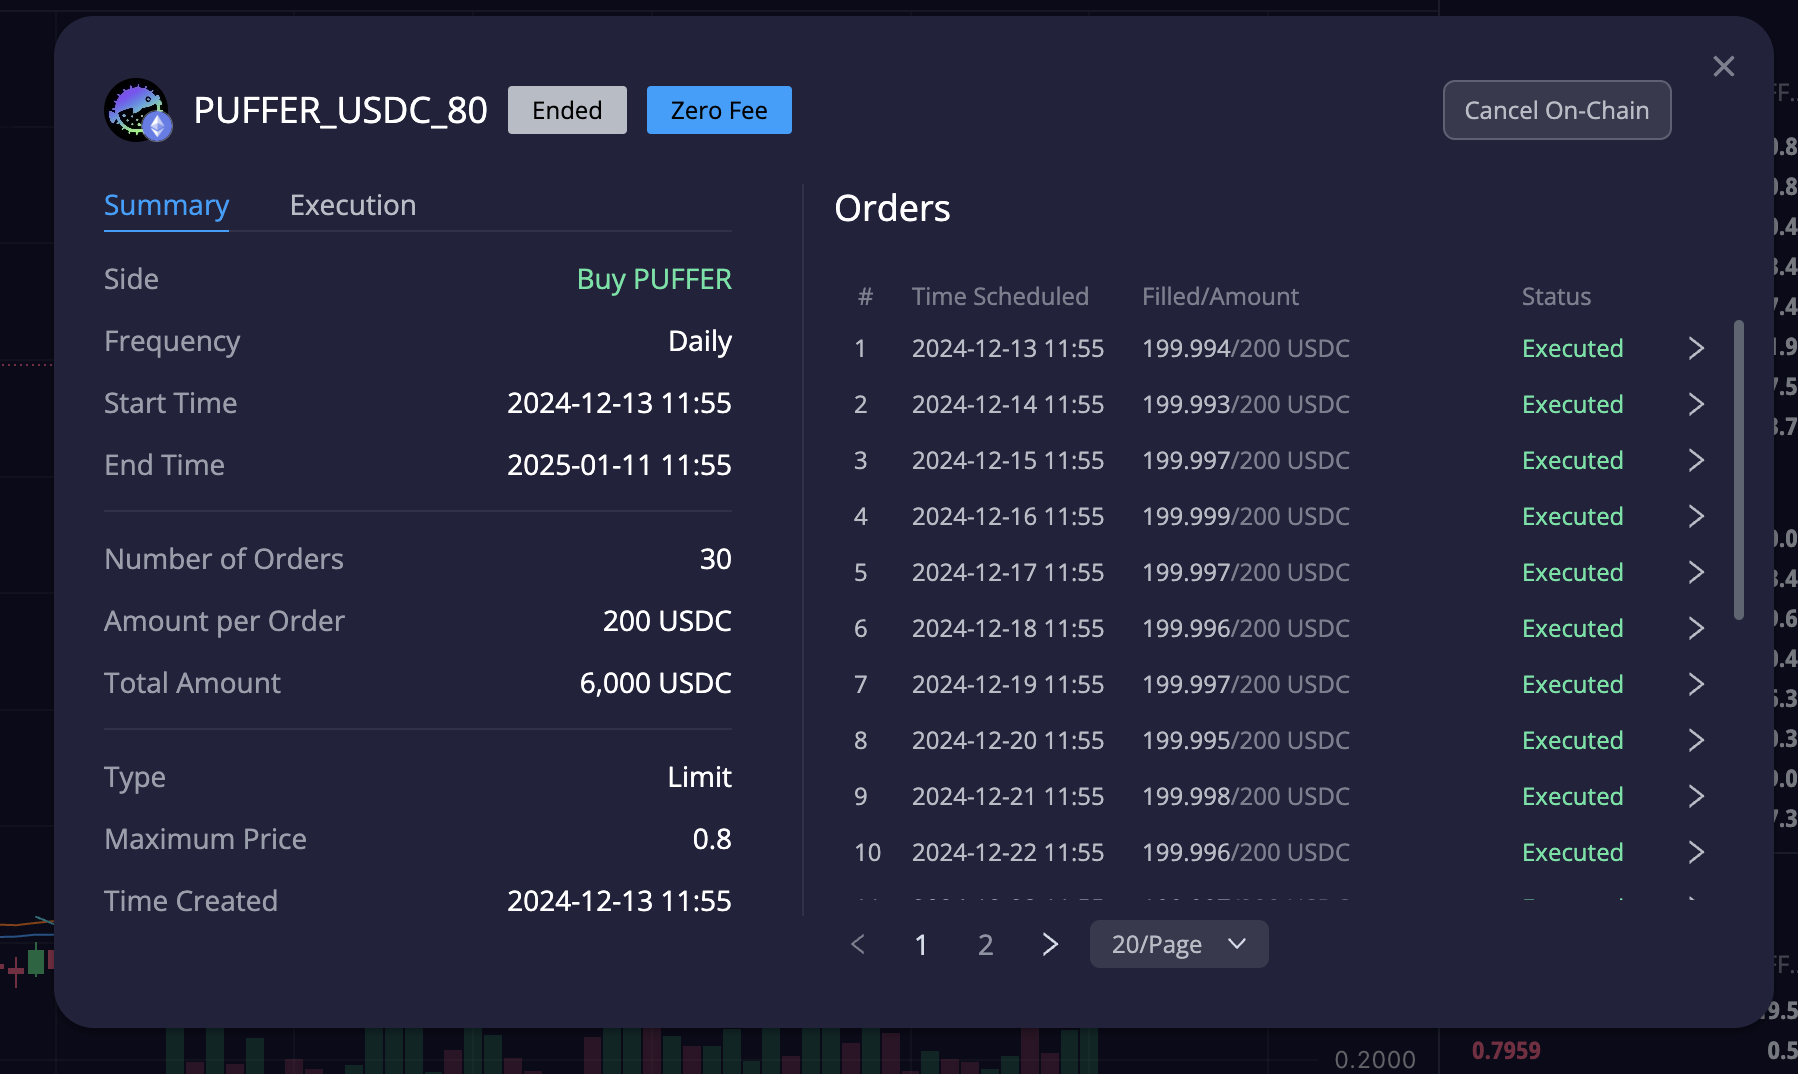 PUFFER_USDC_80
Ended
Zero Fee
Cancel On-Chain
Summary
Execution
Side
Buy PUFFER
Frequency
Daily
Start Time
2024-12-13 11:55
End Time
2025-01-11 11:55
Number of Orders
30
Amount per Order
200 USDC
Total Amount
6,000 USDC
Type
Limit
Maximum Price
0.8
Time Created
2024-12-13 11:55
Orders
# Time Scheduled Filled/Amount Status
1 2024-12-13 11:55 199.994/200 USDC Executed
2 2024-12-14 11:55 199.993/200 USDC Executed
3 2024-12-15 11:55 199.997/200 USDC Executed
4 2024-12-16 11:55 199.999/200 USDC Executed
5 2024-12-17 11:55 199.997/200 USDC Executed
6 2024-12-18 11:55 199.996/200 USDC Executed
7 2024-12-19 11:55 199.997/200 USDC Executed
8 2024-12-20 11:55 199.995/200 USDC Executed
9 2024-12-21 11:55 199.998/200 USDC Executed
10 2024-12-22 11:55 199.996/200 USDC Executed
1 2 20/Page
0.2000
0.7959